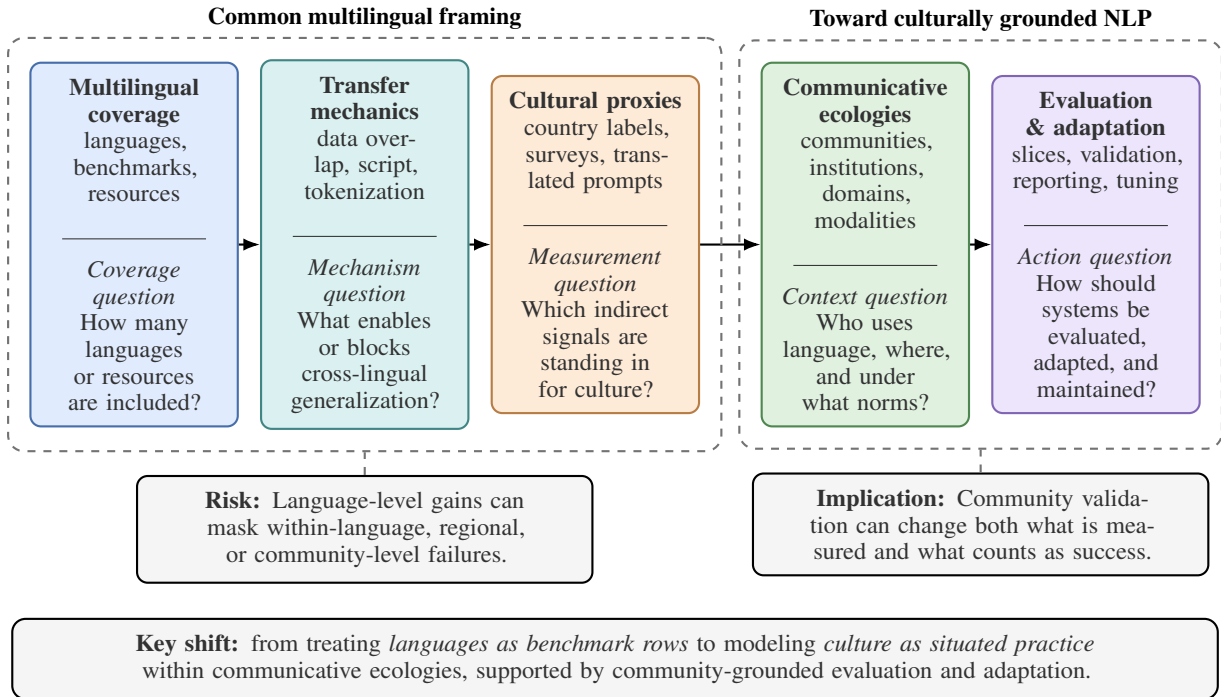 Common multilingual framing
Toward culturally grounded NLP
Multilingual
coverage
languages,
benchmarks,
resources
Coverage
question
How many
languages
or resources
are included?
Transfer
mechanics
data over-
lap, script,
tokenization
Mechanism
question
What enables
or blocks
cross-lingual
generalization?
Cultural proxies
country labels,
surveys, trans-
lated prompts
Measurement
question
Which indirect
signals are
standing in
for culture?
Communicative
ecologies
communities,
institutions,
domains,
modalities
Context question
Who uses
language, where,
and under
what norms?
Evaluation
& adaptation
slices, validation,
reporting, tuning
Action question
How should
systems be
evaluated,
adapted, and
maintained?
Risk: Language-level gains can
mask within-language, regional,
or community-level failures.
Implication: Community valida-
tion can change both what is mea-
sured and what counts as success.
Key shift: from treating languages as benchmark rows to modeling culture as situated practice
within communicative ecologies, supported by community-grounded evaluation and adaptation.